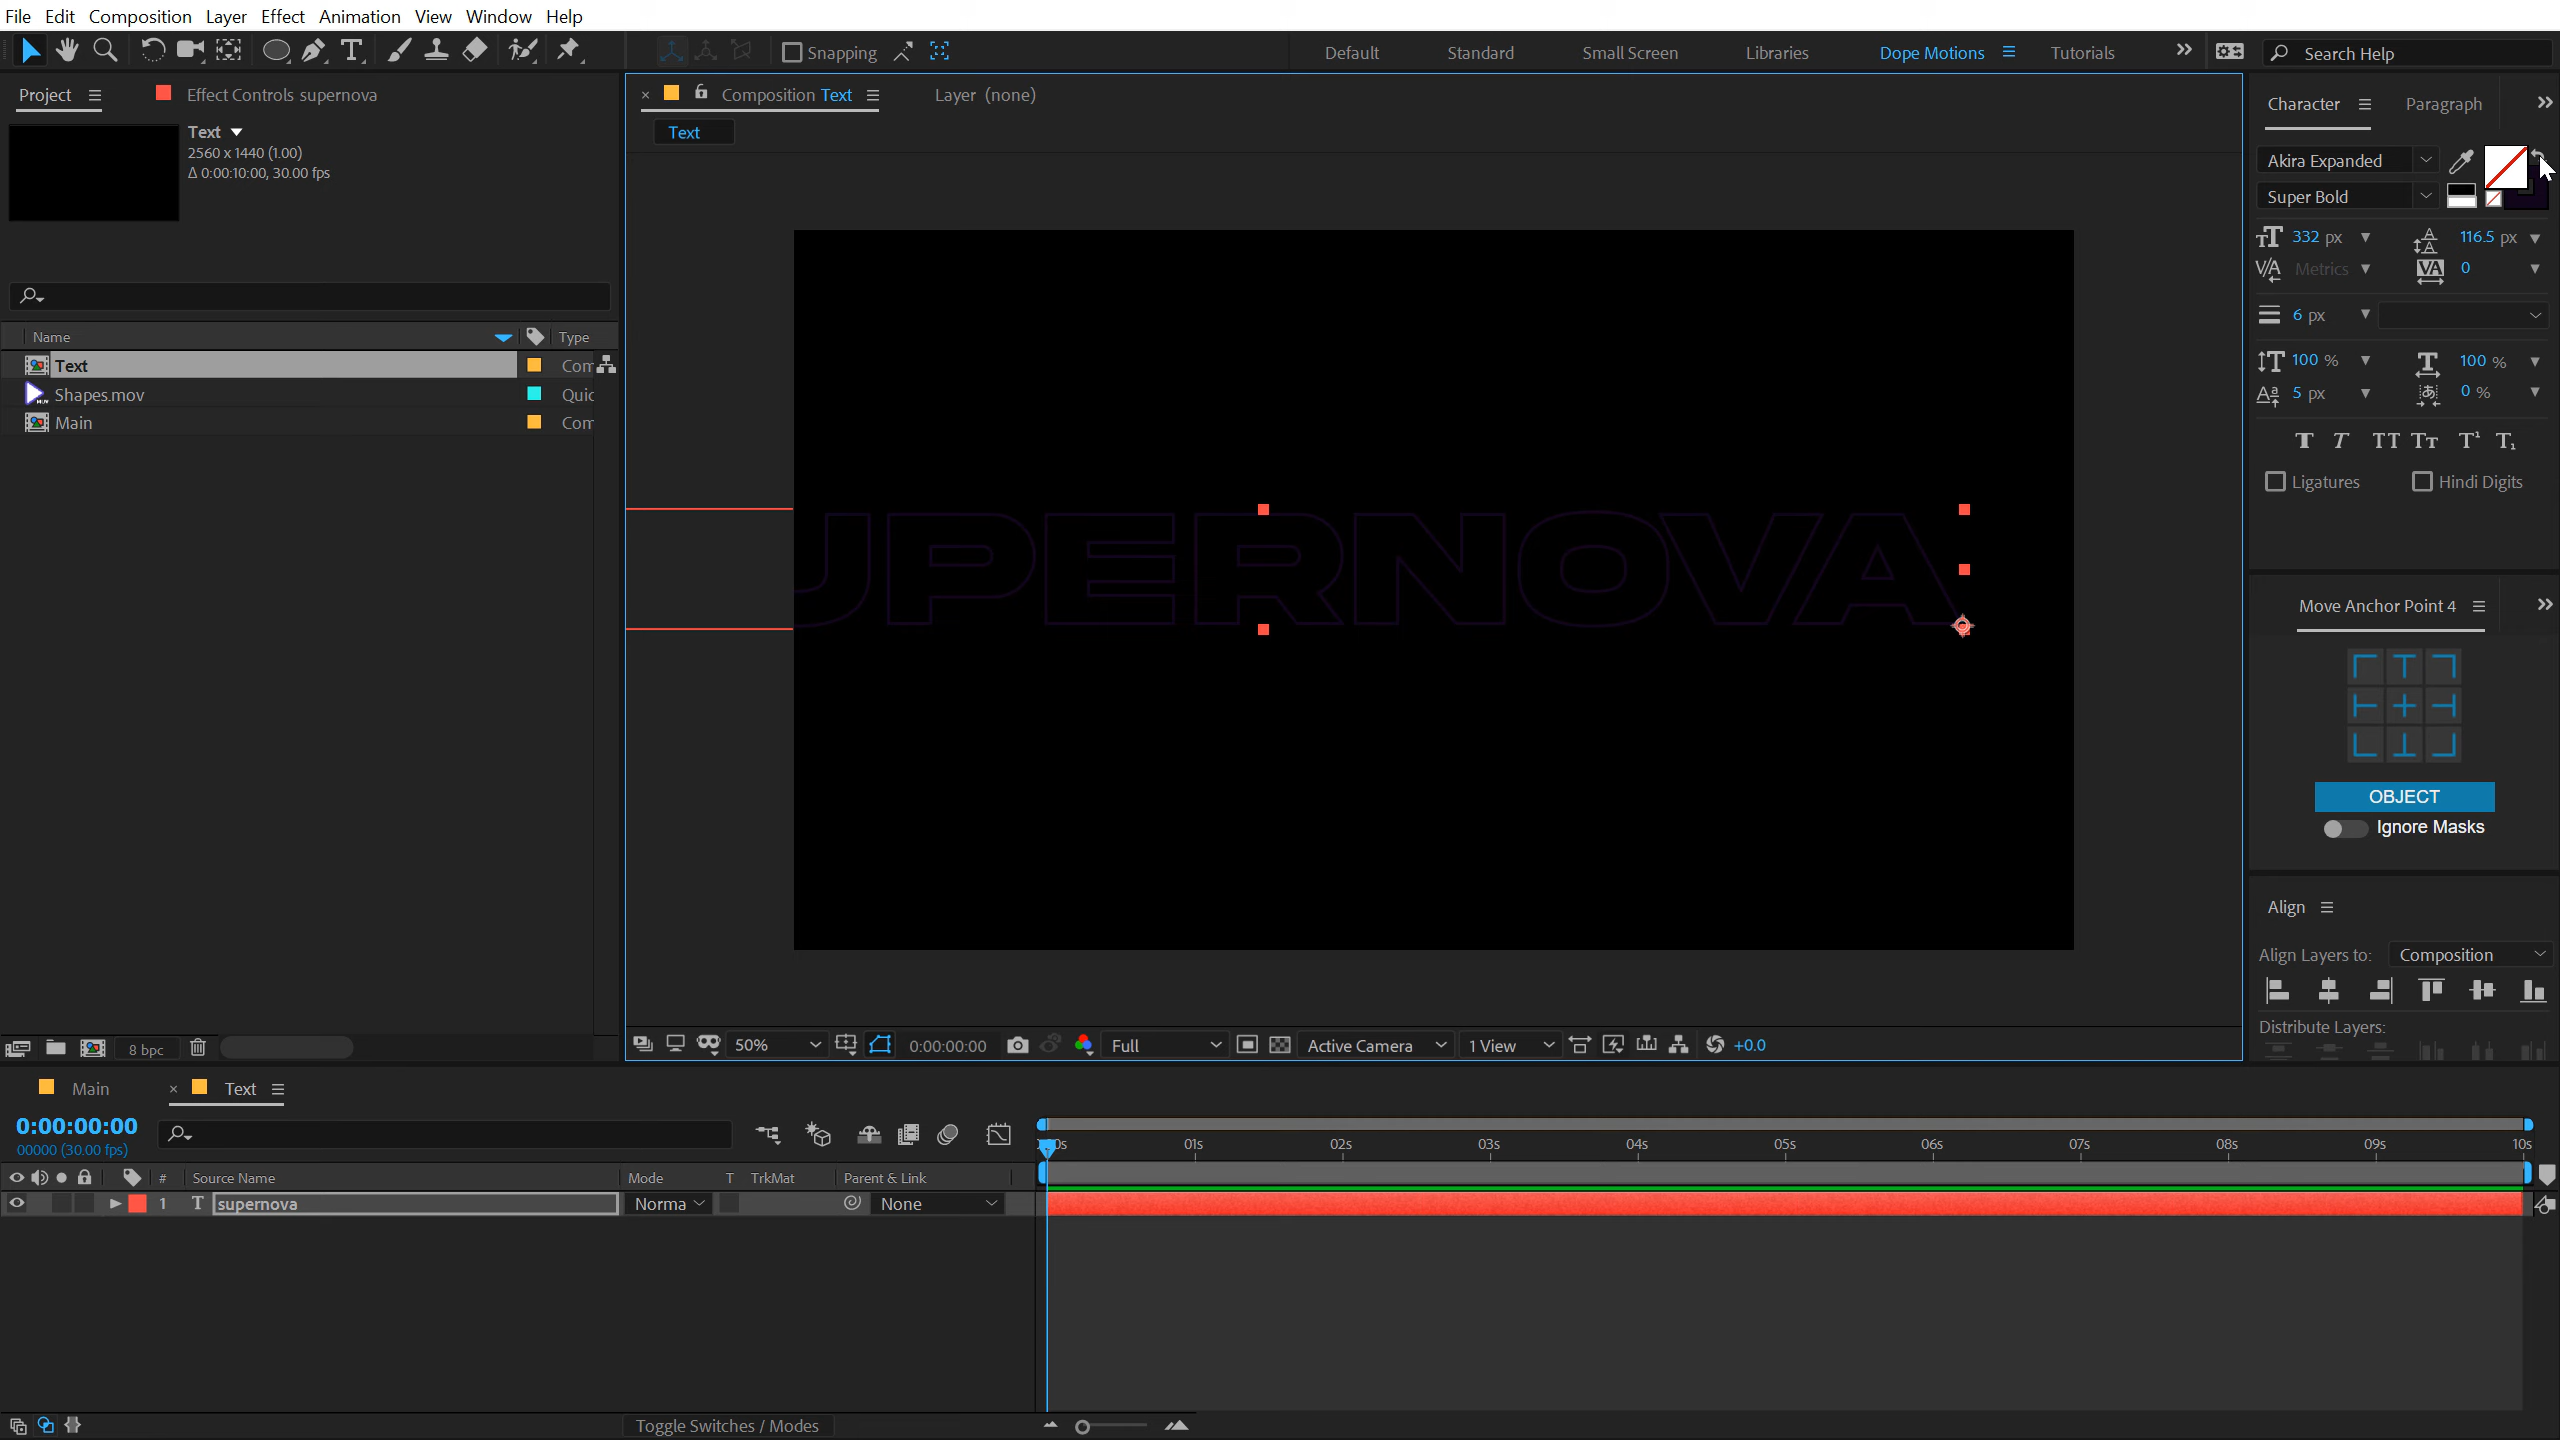 File Edit Composition Layer Effect Animation View Window Help
Snapping Default Standard Small Screen Libraries Dope Motions Tutorials Search Help
Project Effect Controls supernova
Composition Text Layer (none)
Character Paragraph
Text
2560 x 1440 (1.00)
Δ 0:00:10:00, 30.00 fps
Text
Akira Expanded
Super Bold
332 px 116.5 px
Metrics 0
6 px
100 % 100 %
5 px 0 %
Ligatures Hindi Digits
Name Type
Text Com
Shapes.mov Quic
Main Com
UPERNOVA
Move Anchor Point 4
OBJECT
Ignore Masks
Align
Align Layers to: Composition
Distribute Layers:
8 bpc
50% 0:00:00:00 Full Active Camera 1 View +0.0
Main Text
0:00:00:00
00000 (30.00 fps)
01s 02s 03s 04s 05s 06s 07s 08s 09s 10s
# Source Name Mode T TrkMat Parent & Link
1 T supernova Norma None
Toggle Switches / Modes